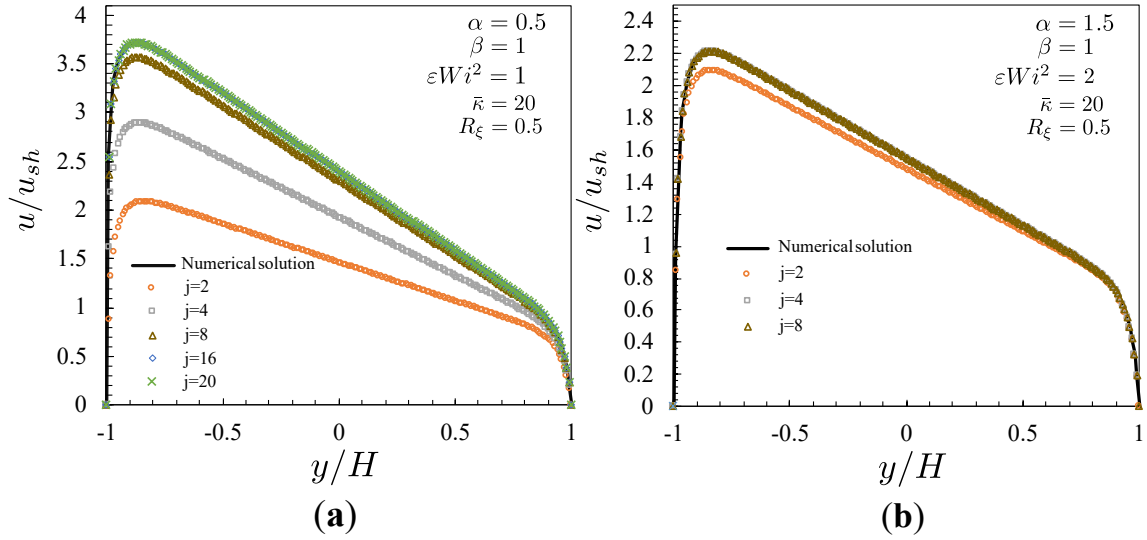 4
3.5
3
2.5
2
1.5
1
0.5
0
u/u_{sh}
α = 0.5
β = 1
εWi² = 1
κ̄ = 20
R_ξ = 0.5
Numerical solution
j=2
j=4
j=8
j=16
j=20
-1 -0.5 0 0.5 1
y/H
(a)
2.4
2.2
2
1.8
1.6
1.4
1.2
1
0.8
0.6
0.4
0.2
0
u/u_{sh}
α = 1.5
β = 1
εWi² = 2
κ̄ = 20
R_ξ = 0.5
Numerical solution
j=2
j=4
j=8
-1 -0.5 0 0.5 1
y/H
(b)